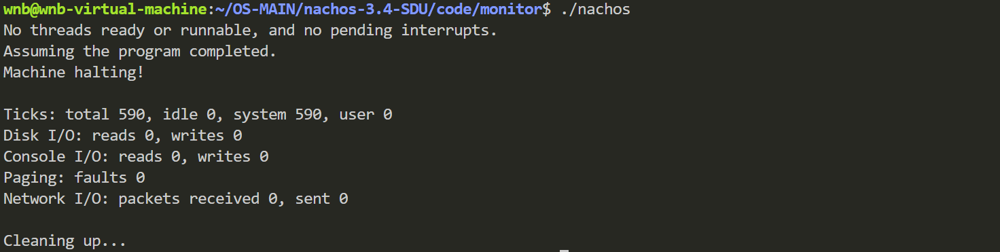 wnb@wnb-virtual-machine:~/OS-MAIN/nachos-3.4-SDU/code/monitor$ ./nachos
No threads ready or runnable, and no pending interrupts.
Assuming the program completed.
Machine halting!
Ticks: total 590, idle 0, system 590, user 0
Disk I/O: reads 0, writes 0
Console I/O: reads 0, writes 0
Paging: faults 0
Network I/O: packets received 0, sent 0
Cleaning up...